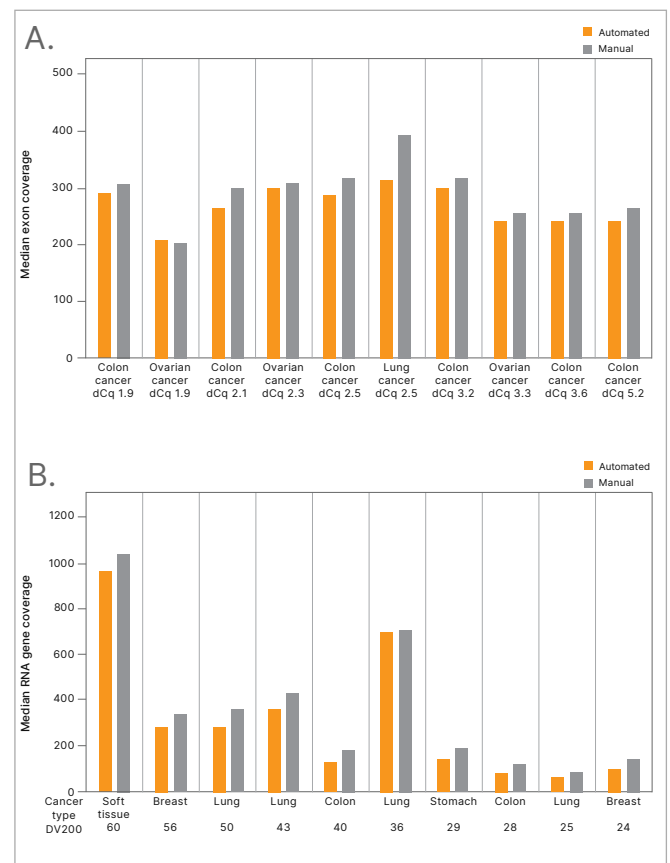 A.
Automated
Manual
Median exon coverage
500
400
300
200
100
0
Colon cancer dCq 1.9
Ovarian cancer dCq 1.9
Colon cancer dCq 2.1
Ovarian cancer dCq 2.3
Colon cancer dCq 2.5
Lung cancer dCq 2.5
Colon cancer dCq 3.2
Ovarian cancer dCq 3.3
Colon cancer dCq 3.6
Colon cancer dCq 5.2
B.
Automated
Manual
Median RNA gene coverage
1200
1000
800
600
400
200
0
Cancer type
Soft tissue
Breast
Lung
Lung
Colon
Lung
Stomach
Colon
Lung
Breast
DV200
60
56
50
43
40
36
29
28
25
24